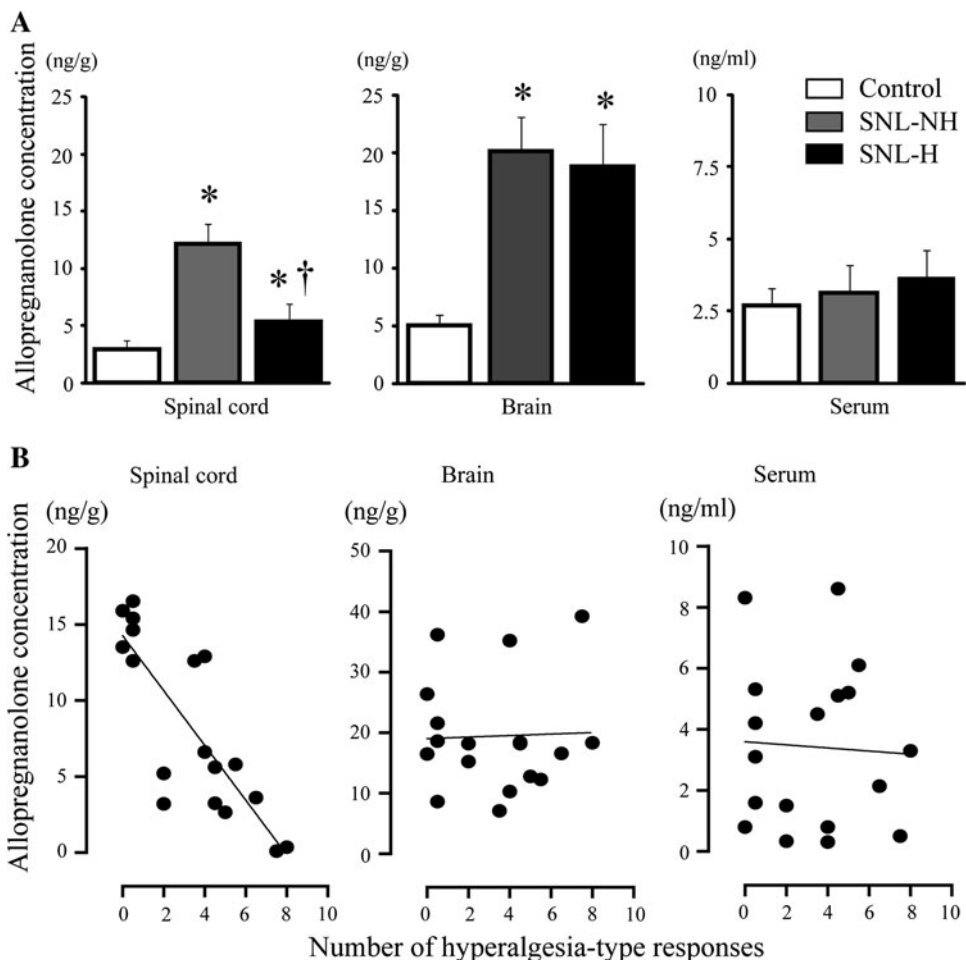 A
(ng/g)
(ng/g)
(ng/ml)
Allopregnanolone concentration
25
20
15
10
5
0
*
*†
Spinal cord
25
20
15
10
5
0
*
*
Brain
10
7.5
5
2.5
0
Control
SNL-NH
SNL-H
Serum
B
Spinal cord
Brain
Serum
(ng/g)
(ng/g)
(ng/ml)
Allopregnanolone concentration
20
15
10
5
0
0 2 4 6 8 10
50
40
30
20
10
0
0 2 4 6 8 10
10
8
6
4
2
0
0 2 4 6 8 10
Number of hyperalgesia-type responses